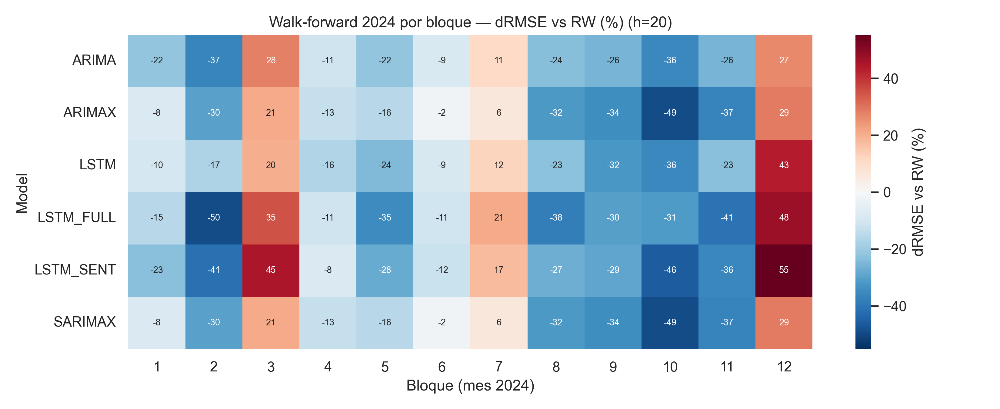 Walk-forward 2024 por bloque — dRMSE vs RW (%) (h=20)
Model
ARIMA -22 -37 28 -11 -22 -9 11 -24 -26 -36 -26 27
ARIMAX -8 -30 21 -13 -16 -2 6 -32 -34 -49 -37 29
LSTM -10 -17 20 -16 -24 -9 12 -23 -32 -36 -23 43
LSTM_FULL -15 -50 35 -11 -35 -11 21 -38 -30 -31 -41 48
LSTM_SENT -23 -41 45 -8 -28 -12 17 -27 -29 -46 -36 55
SARIMAX -8 -30 21 -13 -16 -2 6 -32 -34 -49 -37 29
1 2 3 4 5 6 7 8 9 10 11 12
Bloque (mes 2024)
40
20
0
−20
−40
dRMSE vs RW (%)